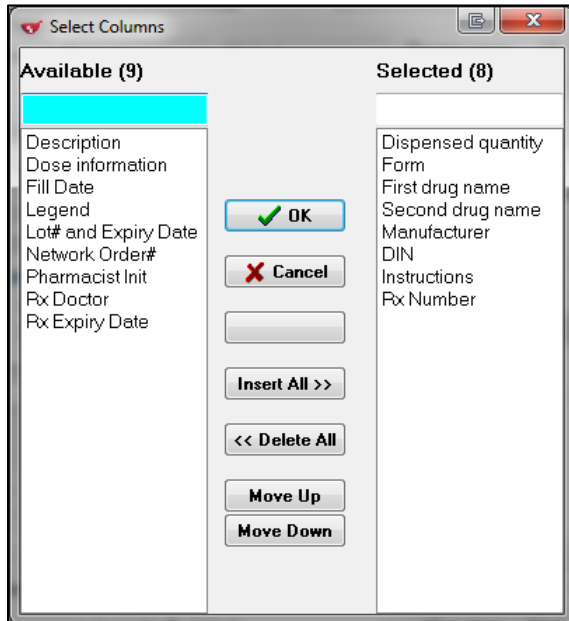 Select Columns
Available (9)
Description
Dose information
Fill Date
Legend
Lot# and Expiry Date
Network Order#
Pharmacist Init
Rx Doctor
Rx Expiry Date
OK
Cancel
Insert All >>
<< Delete All
Move Up
Move Down
Selected (8)
Dispensed quantity
Form
First drug name
Second drug name
Manufacturer
DIN
Instructions
Rx Number